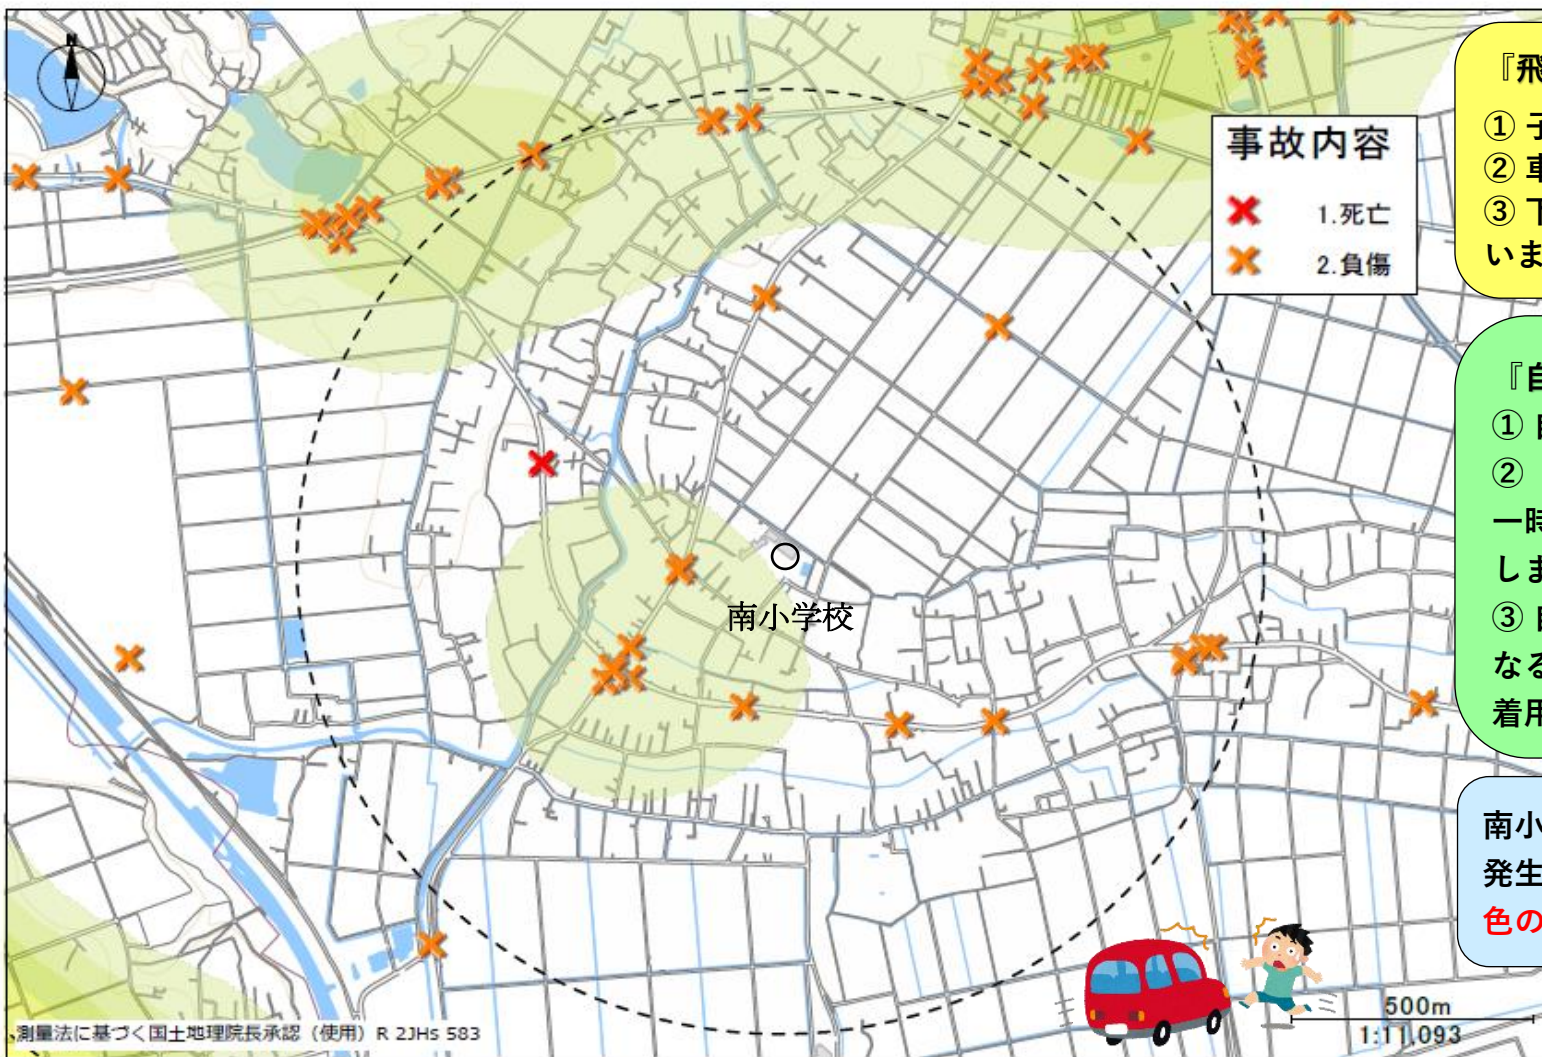 N
事故内容
1.死亡
2.負傷
南小学校
『飛
① 子
② 車
③ 下
いま
『自
① 自
②
一時
しま
③ 自
なる
着用
南小
発生
色の
500m
1:11,093
測量法に基づく国土地理院長承認（使用）R 2JHs 583